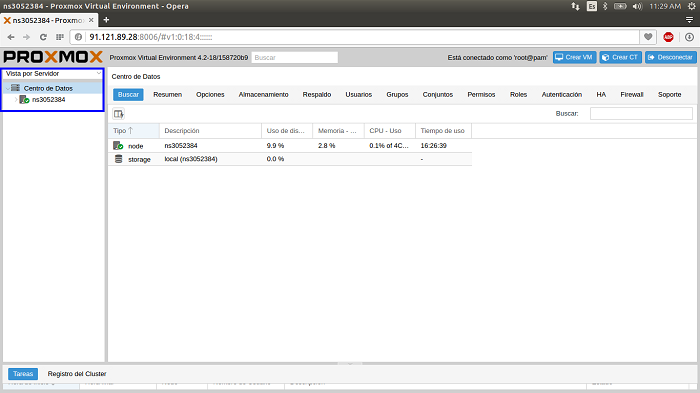 ns3052384 - Proxmox Virtual Environment - Opera
Es
11:29 AM
ns3052384 - Proxmo
91.121.89.28:8006/#v1:0:18:4::::::
ABP
PROXMOX
Proxmox Virtual Environment 4.2-18/158720b9
Buscar
Está conectado como 'root@pam'
Crear VM
Crear CT
Desconectar
Vista por Servidor
Centro de Datos
ns3052384
Centro de Datos
Buscar Resumen Opciones Almacenamiento Respaldo Usuarios Grupos Conjuntos Permisos Roles Autenticación HA Firewall Soporte
Buscar:
Tipo Descripción Uso de dis... Memoria - ... CPU - Uso Tiempo de uso
node ns3052384 9.9 % 2.8 % 0.1% of 4C... 16:26:39
storage local (ns3052384) 0.0 % -
Tareas Registro del Cluster